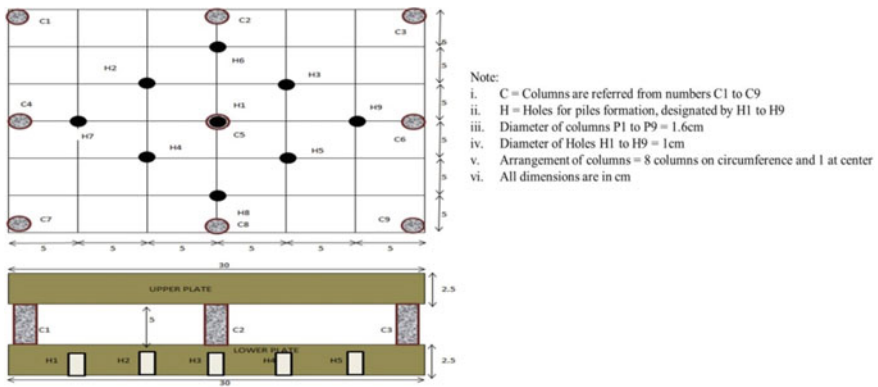 C1
C2
C3
5
H6
5
H2
H3
5
C4
H1
H9
C5
C6
H7
5
H4
H5
5
H8
5
C7
C8
C9
5 5 5 5 5 5
30
UPPER PLATE
2.5
C1
5
C2
C3
LOWER PLATE
H1 H2 H3 H4 H5
2.5
30
Note:
i. C = Columns are referred from numbers C1 to C9
ii. H = Holes for piles formation, designated by H1 to H9
iii. Diameter of columns P1 to P9 = 1.6cm
iv. Diameter of Holes H1 to H9 = 1cm
v. Arrangement of columns = 8 columns on circumference and 1 at center
vi. All dimensions are in cm